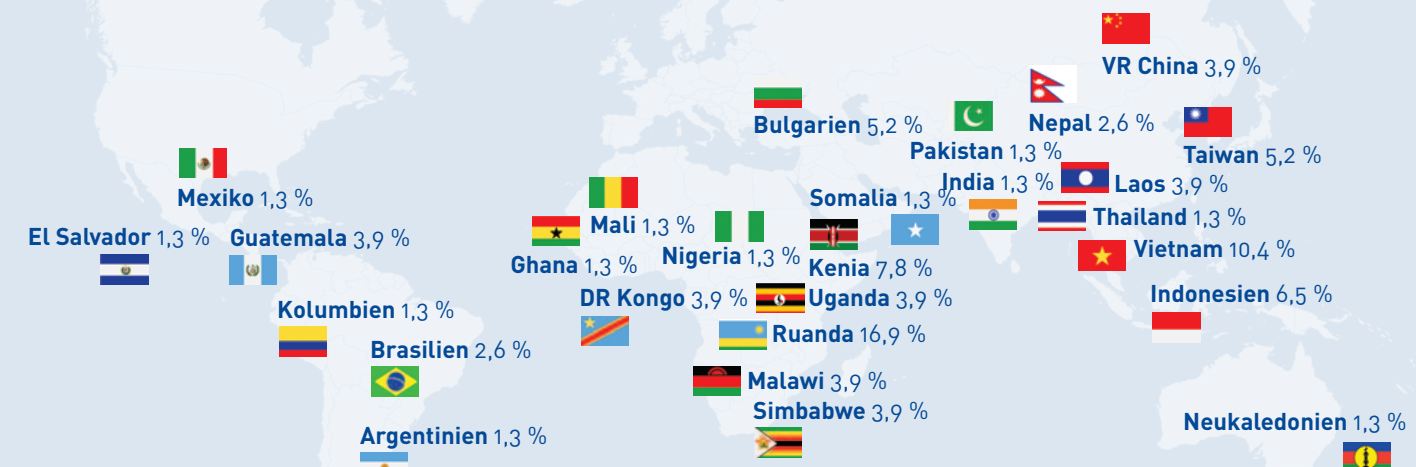 VR China 3,9 %
Bulgarien 5,2 %
Nepal 2,6 %
Pakistan 1,3 %
Taiwan 5,2 %
Mexiko 1,3 %
Somalia 1,3 %
India 1,3 %
Laos 3,9 %
Mali 1,3 %
Thailand 1,3 %
El Salvador 1,3 %
Guatemala 3,9 %
Ghana 1,3 %
Nigeria 1,3 %
Kenia 7,8 %
Vietnam 10,4 %
Kolumbien 1,3 %
DR Kongo 3,9 %
Uganda 3,9 %
Indonesien 6,5 %
Ruanda 16,9 %
Brasilien 2,6 %
Malawi 3,9 %
Simbabwe 3,9 %
Argentinien 1,3 %
Neukaledonien 1,3 %